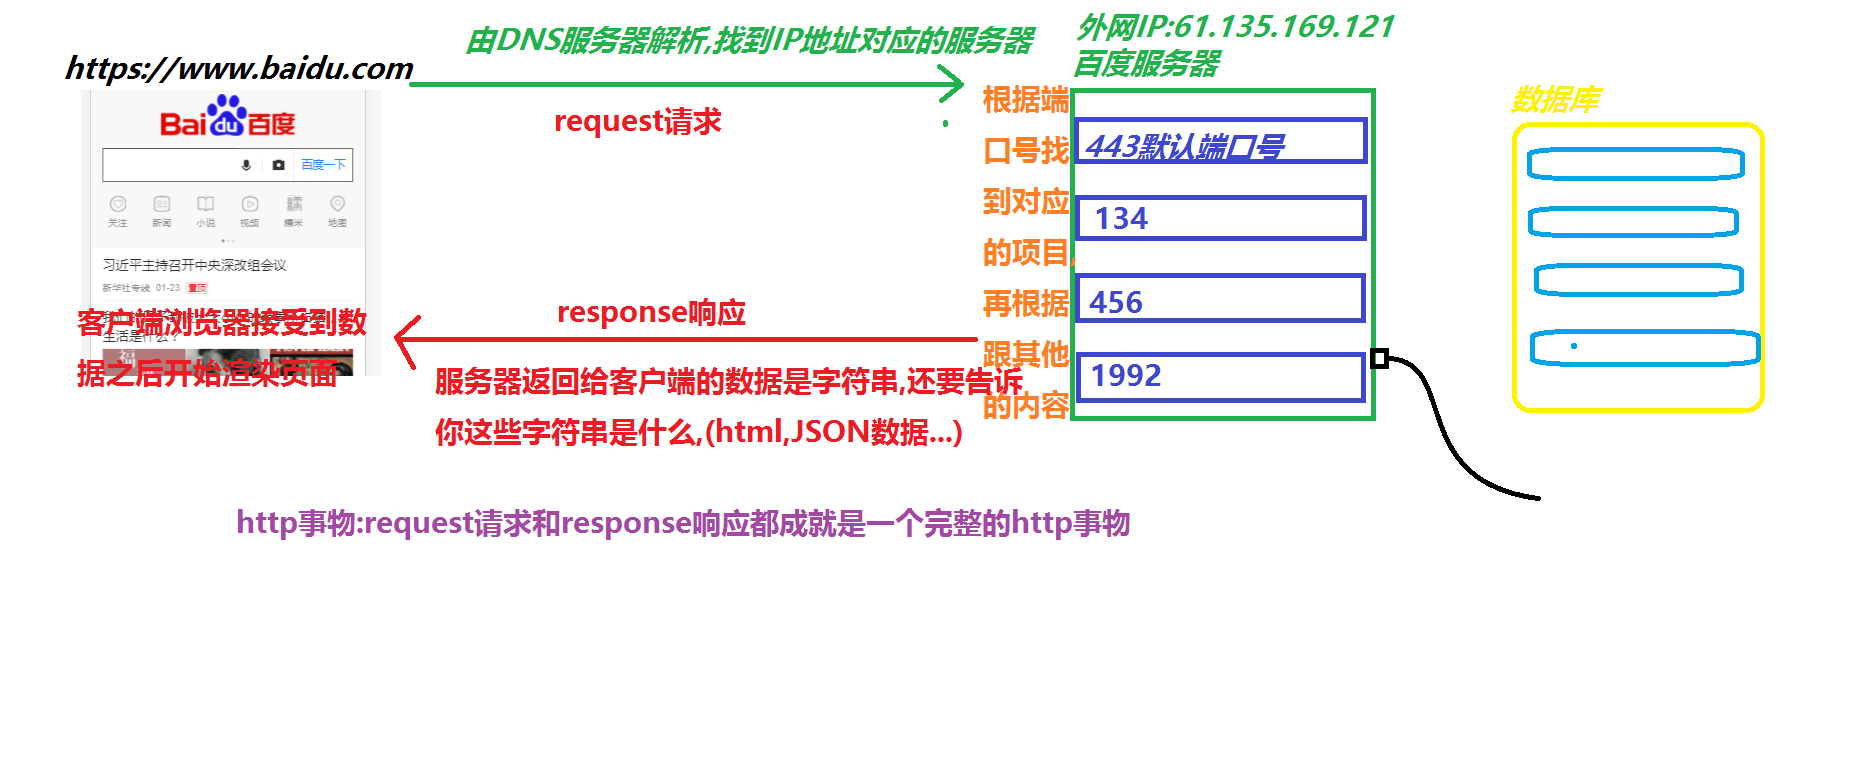 https://www.baidu.com
由DNS服务器解析,找到IP地址对应的服务器
request请求
外网IP:61.135.169.121
百度服务器
数据库
Bai du 百度
百度一下
关注 新闻 小说 视频 糯米 地图
习近平主持召开中央深改组会议
新华社专线 01-23 置顶
生活是什么?
福
客户端浏览器接受到数
据之后开始渲染页面
response响应
服务器返回给客户端的数据是字符串,还要告诉
你这些字符串是什么,(html,JSON数据...)
根据端
口号找
到对应
的项目,
再根据
跟其他
的内容
443默认端口号
134
456
1992
http事物:request请求和response响应都成就是一个完整的http事物